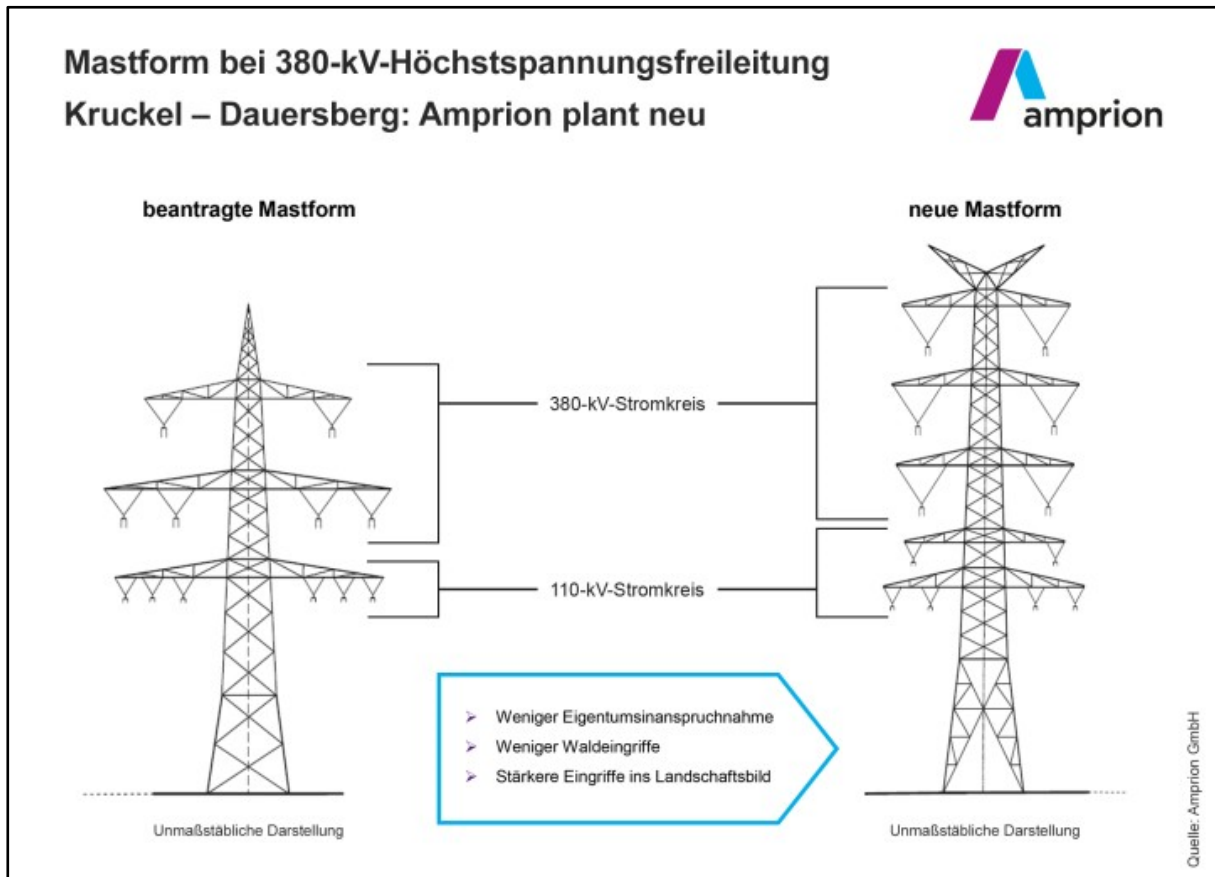 Mastform bei 380-kV-Höchstspannungsfreileitung
Kruckel – Dauersberg: Amprion plant neu
amprion
beantragte Mastform
neue Mastform
380-kV-Stromkreis
110-kV-Stromkreis
Weniger Eigentumsinanspruchnahme
Weniger Waldeingriffe
Stärkere Eingriffe ins Landschaftsbild
Unmaßstäbliche Darstellung
Unmaßstäbliche Darstellung
Quelle: Amprion GmbH